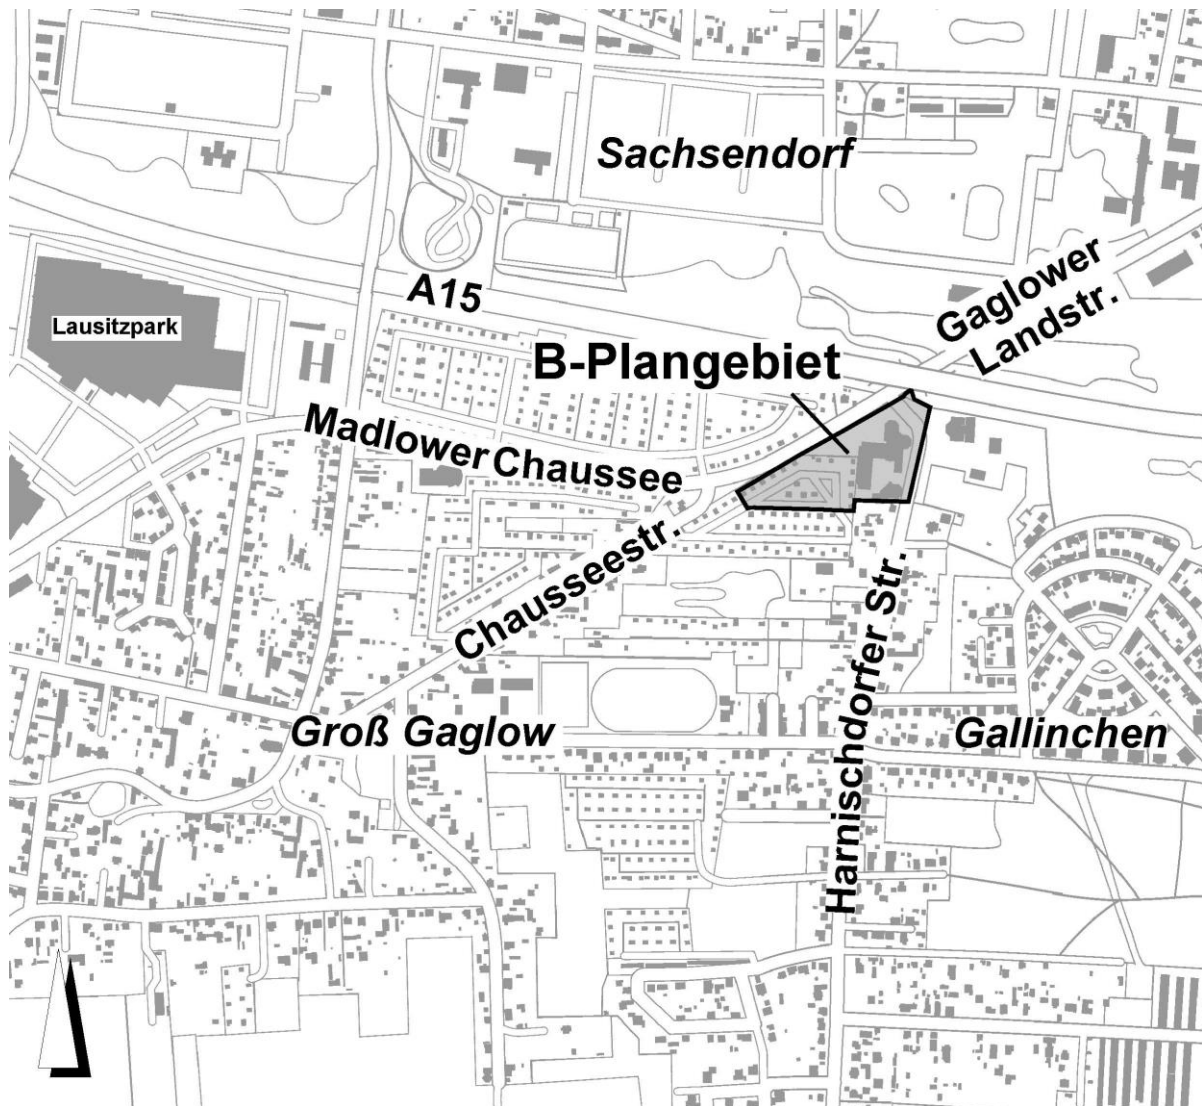 Sachsendorf
Gaglower
Landstr.
A15
Lausitzpark
B-Plangebiet
Madlower Chaussee
Chausseestr.
Harnischdorfer Str.
Groß Gaglow
Gallinchen